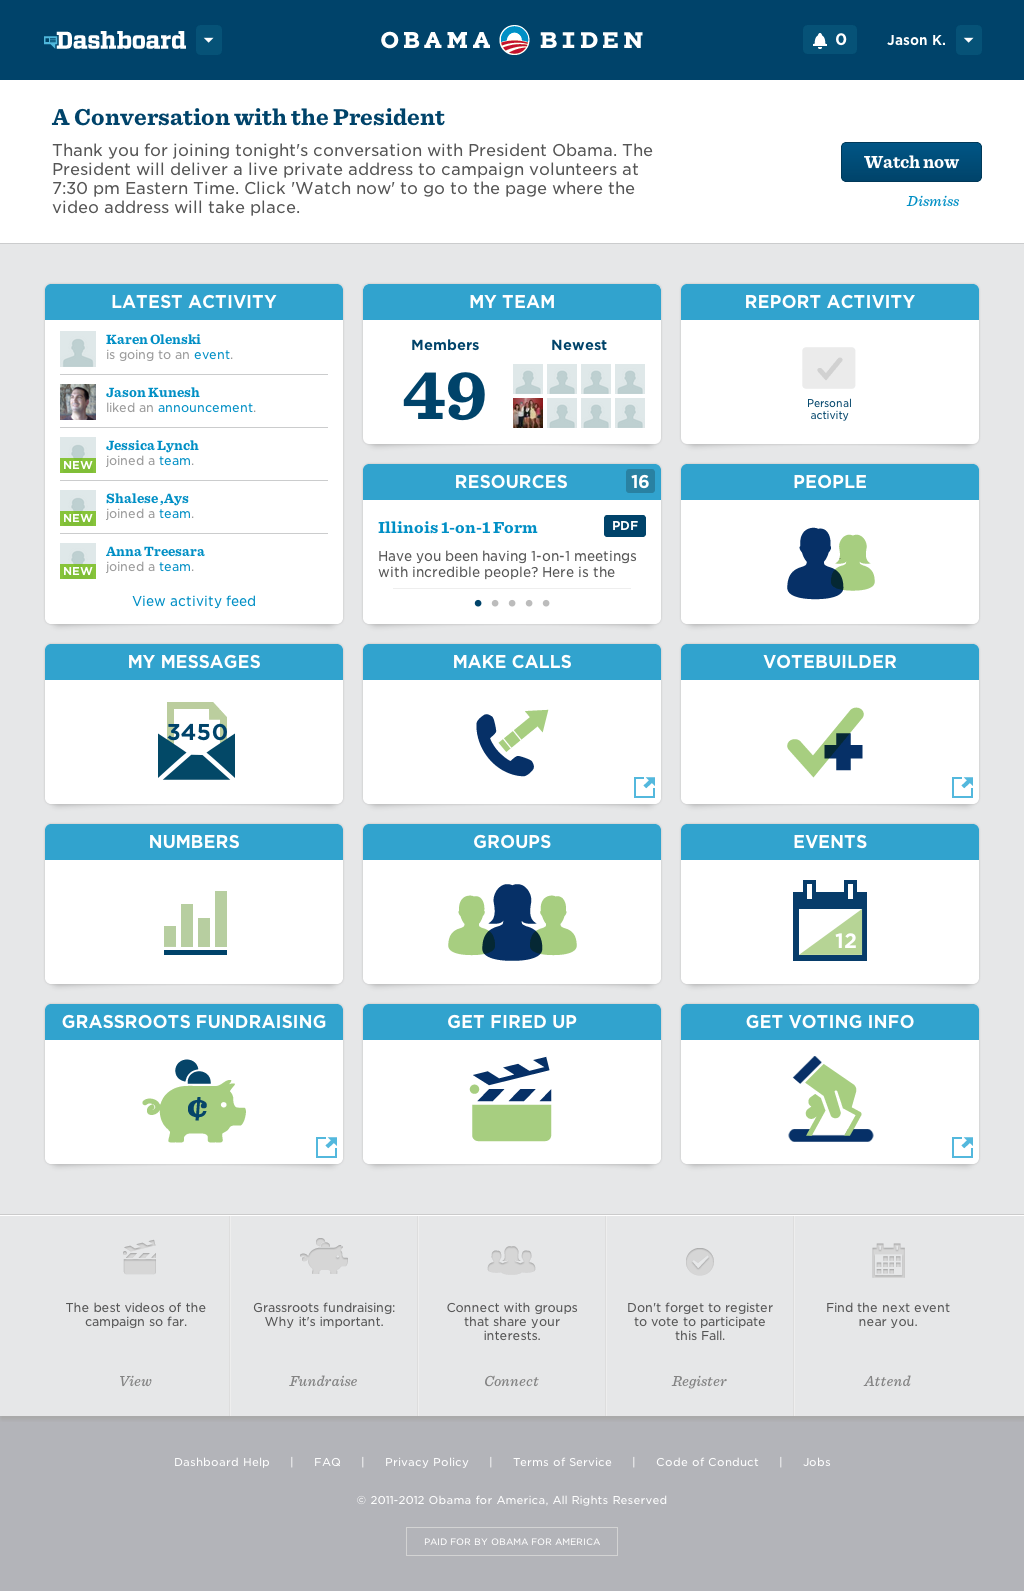 Dashboard
OBAMA BIDEN
0
Jason K.
A Conversation with the President
Thank you for joining tonight's conversation with President Obama. The
President will deliver a live private address to campaign volunteers at
7:30 pm Eastern Time. Click 'Watch now' to go to the page where the
video address will take place.
Watch now
Dismiss
LATEST ACTIVITY
Karen Olenski
is going to an event.
Jason Kunesh
liked an announcement.
NEW
Jessica Lynch
joined a team.
NEW
Shalese ,Ays
joined a team.
NEW
Anna Treesara
joined a team.
View activity feed
MY TEAM
Members
49
Newest
REPORT ACTIVITY
Personal
activity
RESOURCES
16
Illinois 1-on-1 Form
PDF
Have you been having 1-on-1 meetings
with incredible people? Here is the
PEOPLE
MY MESSAGES
3450
MAKE CALLS
VOTEBUILDER
NUMBERS
GROUPS
EVENTS
12
GRASSROOTS FUNDRAISING
¢
GET FIRED UP
GET VOTING INFO
The best videos of the
campaign so far.
View
Grassroots fundraising:
Why it's important.
Fundraise
Connect with groups
that share your
interests.
Connect
Don't forget to register
to vote to participate
this Fall.
Register
Find the next event
near you.
Attend
Dashboard Help | FAQ | Privacy Policy | Terms of Service | Code of Conduct | Jobs
© 2011-2012 Obama for America, All Rights Reserved
PAID FOR BY OBAMA FOR AMERICA